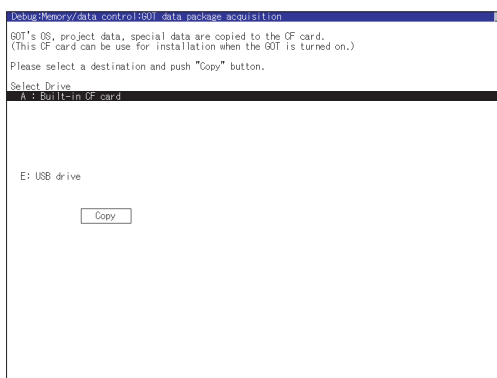 Debug:Memory/data control:GOT data package acquisition
GOT's OS, project data, special data are copied to the CF card.
(This CF card can be use for installation when the GOT is turned on.)
Please select a destination and push "Copy" button.
Select Drive
A : Built-in CF card
E: USB drive
Copy